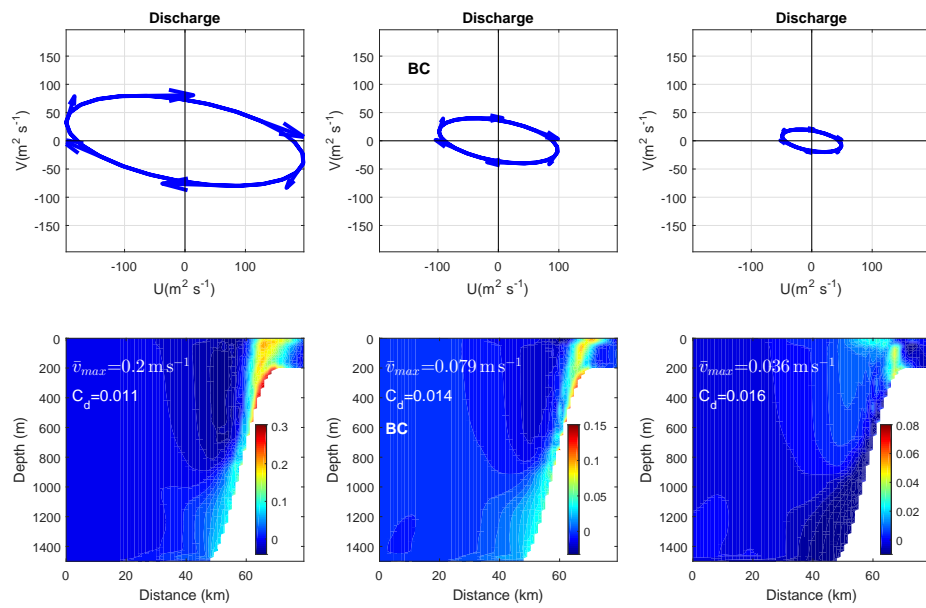 Discharge
150
100
50
0
-50
-100
-150
V(m² s⁻¹)
-100 0 100
U(m² s⁻¹)
Discharge
BC
150
100
50
0
-50
-100
-150
V(m² s⁻¹)
-100 0 100
U(m² s⁻¹)
Discharge
150
100
50
0
-50
-100
-150
V(m² s⁻¹)
-100 0 100
U(m² s⁻¹)
0
200
400
600
800
1000
1200
1400
Depth (m)
v̄_max=0.2 m s⁻¹
C_d=0.011
0.3
0.2
0.1
0
0 20 40 60
Distance (km)
0
200
400
600
800
1000
1200
1400
Depth (m)
v̄_max=0.079 m s⁻¹
C_d=0.014
BC
0.15
0.1
0.05
0
0 20 40 60
Distance (km)
0
200
400
600
800
1000
1200
1400
Depth (m)
v̄_max=0.036 m s⁻¹
C_d=0.016
0.08
0.06
0.04
0.02
0
0 20 40 60
Distance (km)